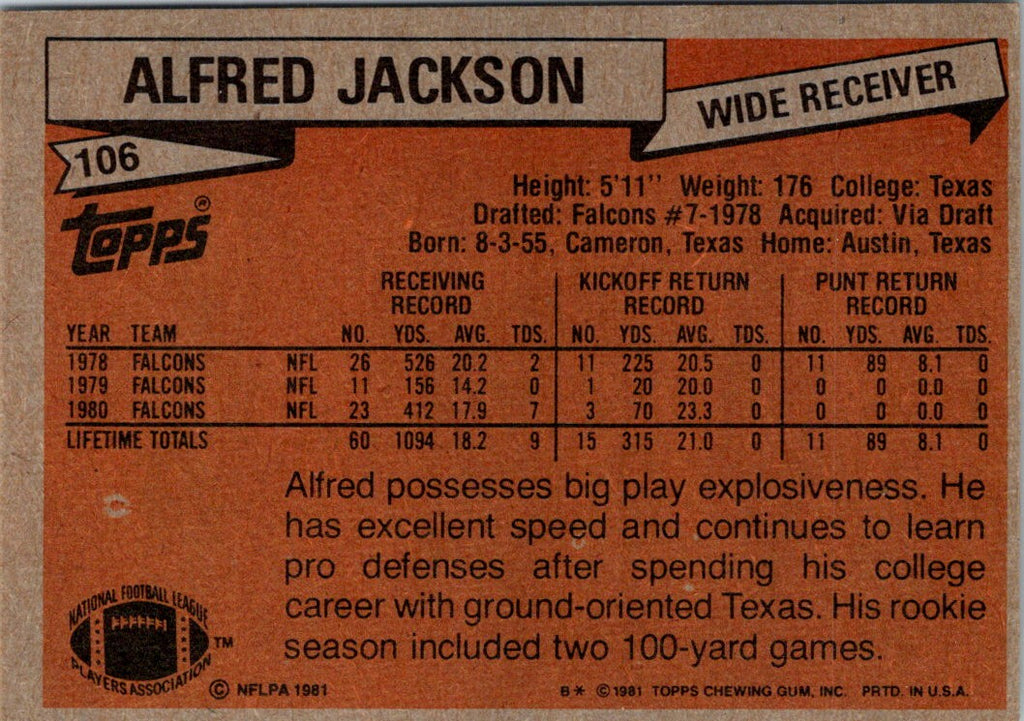 ALFRED JACKSON
WIDE RECEIVER
106
Topps®
Height: 5'11'' Weight: 176 College: Texas
Drafted: Falcons #7-1978 Acquired: Via Draft
Born: 8-3-55, Cameron, Texas Home: Austin, Texas
RECEIVING RECORD KICKOFF RETURN RECORD PUNT RETURN RECORD
YEAR TEAM NO. YDS. AVG. TDS. NO. YDS. AVG. TDS. NO. YDS. AVG. TDS.
1978 FALCONS NFL 26 526 20.2 2 11 225 20.5 0 11 89 8.1 0
1979 FALCONS NFL 11 156 14.2 0 1 20 20.0 0 0 0 0.0 0
1980 FALCONS NFL 23 412 17.9 7 3 70 23.3 0 0 0 0.0 0
LIFETIME TOTALS 60 1094 18.2 9 15 315 21.0 0 11 89 8.1 0
Alfred possesses big play explosiveness. He
has excellent speed and continues to learn
pro defenses after spending his college
career with ground-oriented Texas. His rookie
season included two 100-yard games.
NATIONAL FOOTBALL LEAGUE
PLAYERS ASSOCIATION
TM
© NFLPA 1981
B* © 1981 TOPPS CHEWING GUM, INC. PRTD. IN U.S.A.